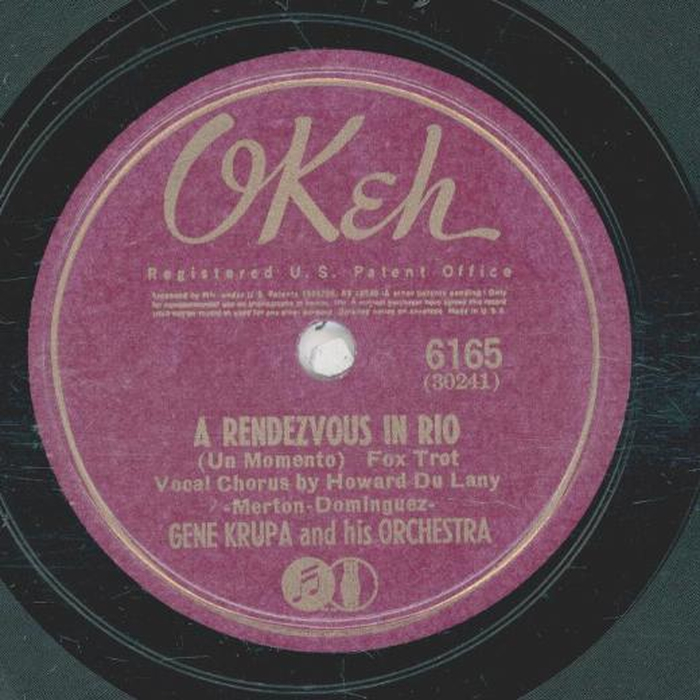 OKeh
Registered U.S. Patent Office
6165
(30241)
A RENDEZVOUS IN RIO
(Un Momento) Fox Trot
Vocal Chorus by Howard Du Lany
-Merton-Dominguez-
GENE KRUPA and his ORCHESTRA